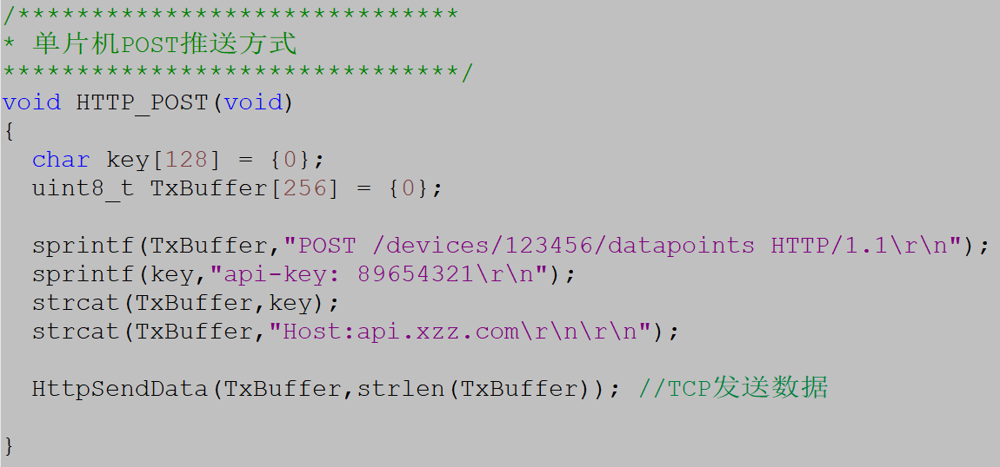 /******************************
* 单片机POST推送方式
*******************************/
void HTTP_POST(void)
{
  char key[128] = {0};
  uint8_t TxBuffer[256] = {0};

  sprintf(TxBuffer,"POST /devices/123456/datapoints HTTP/1.1\r\n");
  sprintf(key,"api-key: 89654321\r\n");
  strcat(TxBuffer,key);
  strcat(TxBuffer,"Host:api.xzz.com\r\n\r\n");

  HttpSendData(TxBuffer,strlen(TxBuffer)); //TCP发送数据

}